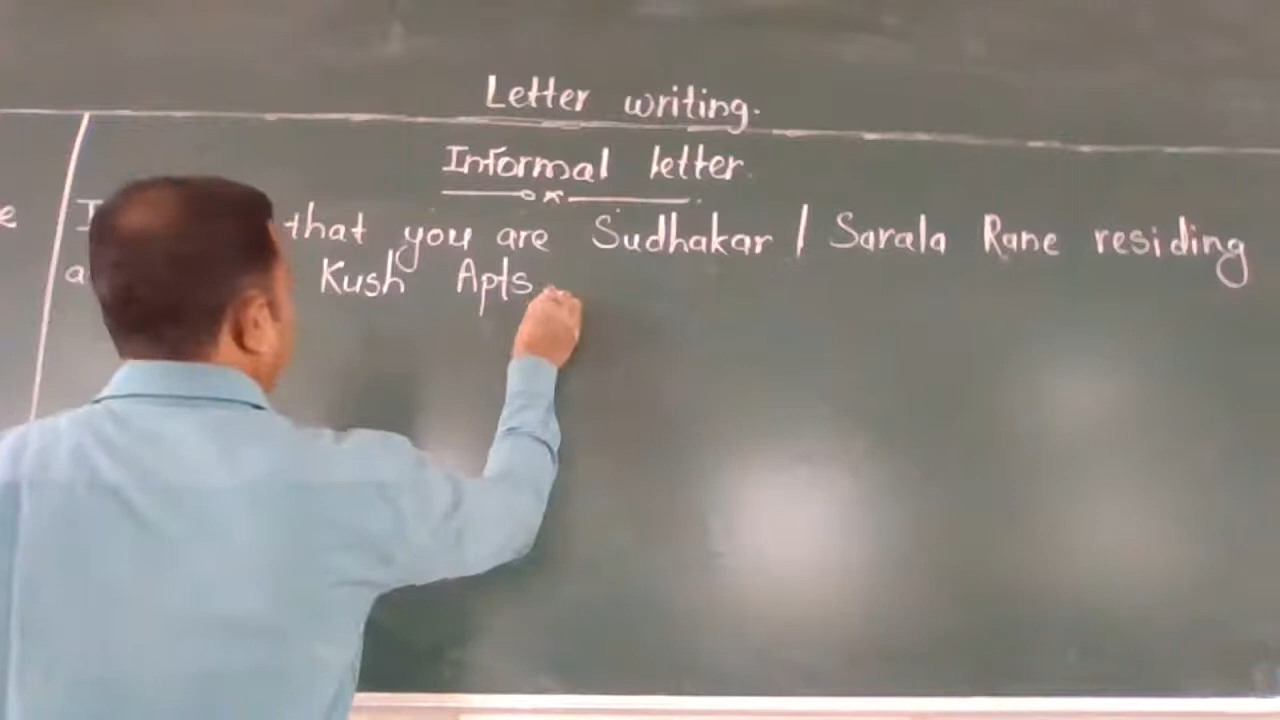 Letter writing.
Informal letter.
that you are Sudhakar / Sarala Rane residing
Kush Apts